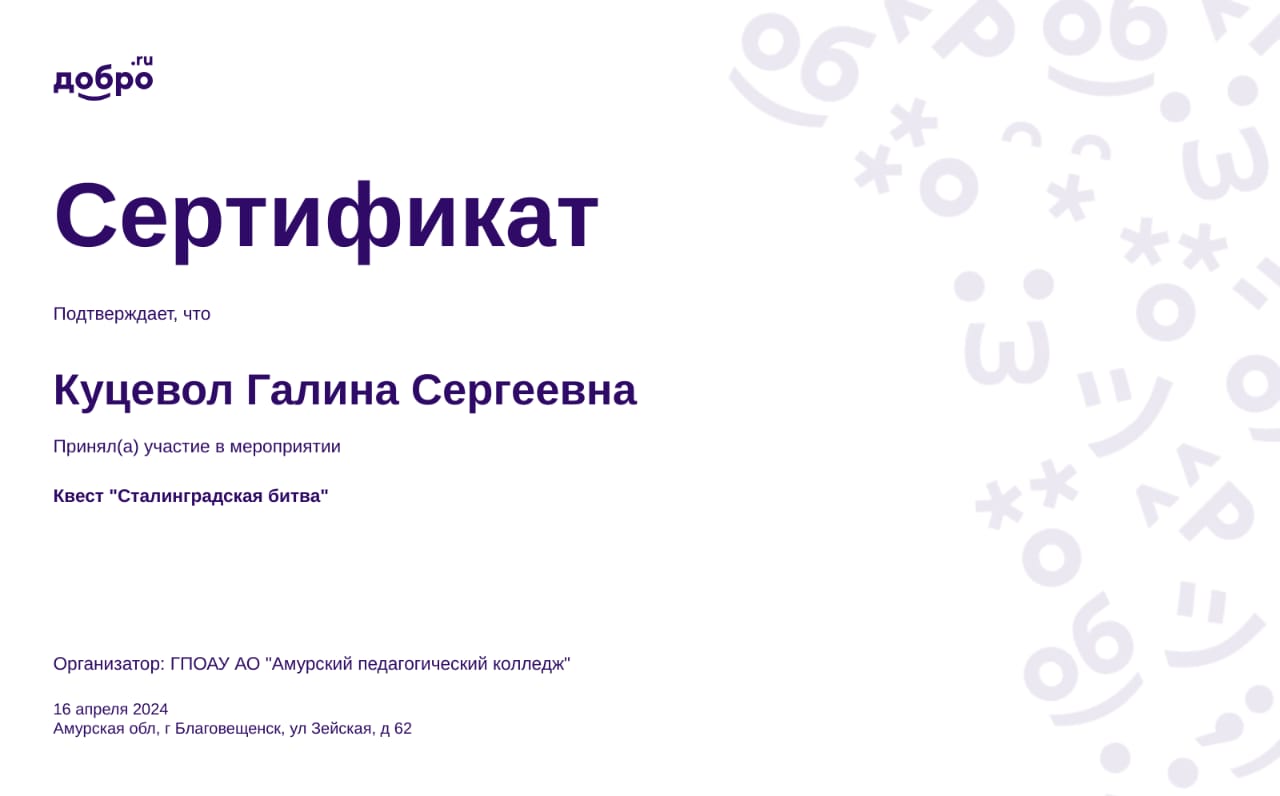 добро.ru
Сертификат
Подтверждает, что
Куцевол Галина Сергеевна
Принял(а) участие в мероприятии
Квест "Сталинградская битва"
Организатор: ГПОАУ АО "Амурский педагогический колледж"
16 апреля 2024
Амурская обл, г Благовещенск, ул Зейская, д 62